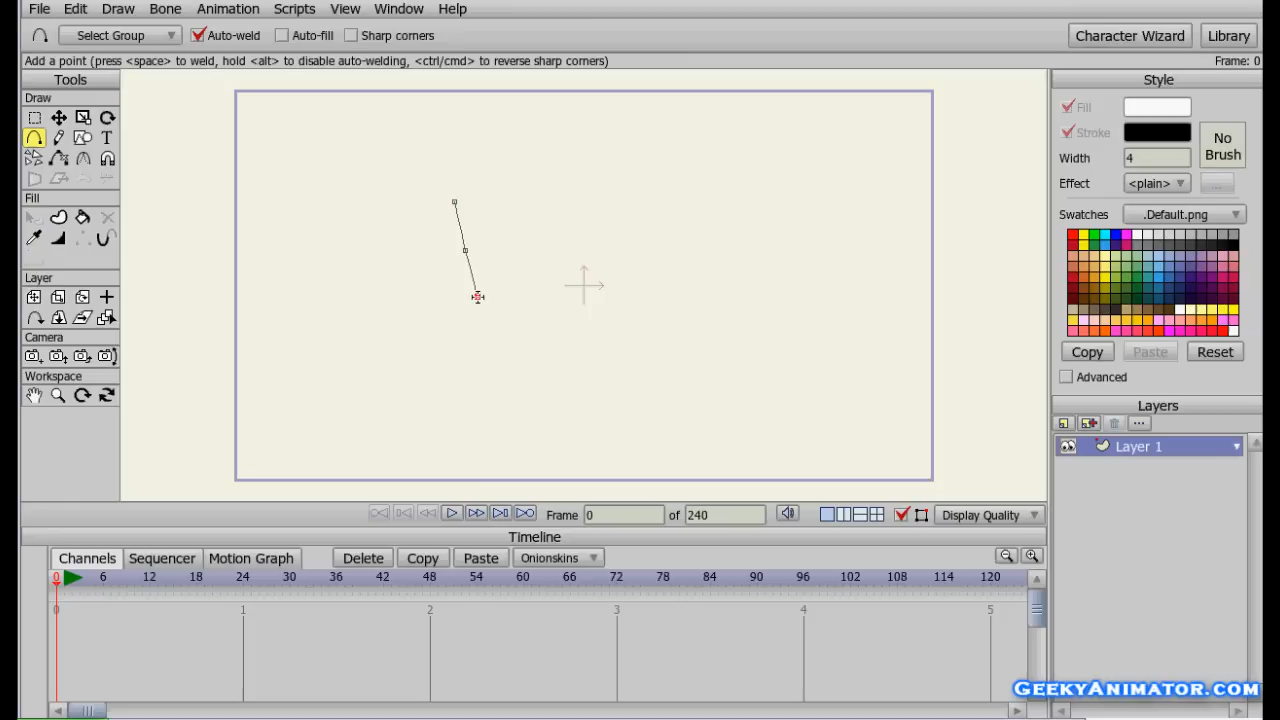 File Edit Draw Bone Animation Scripts View Window Help
Select Group Auto-weld Auto-fill Sharp corners Character Wizard Library
Add a point (press <space> to weld, hold <alt> to disable auto-welding, <ctrl/cmd> to reverse sharp corners) Frame: 0
Tools
Draw
T
Fill
Layer
Camera
Workspace
Style
Fill
Stroke
No Brush
Width 4
Effect <plain> ...
Swatches .Default.png
Copy Paste Reset
Advanced
Layers
...
Layer 1
Frame 0 of 240 Display Quality
Timeline
Channels Sequencer Motion Graph Delete Copy Paste Onionskins
0 6 12 18 24 30 36 42 48 54 60 66 72 78 84 90 96 102 108 114 120
0 1 2 3 4 5
GeekyAnimator.com